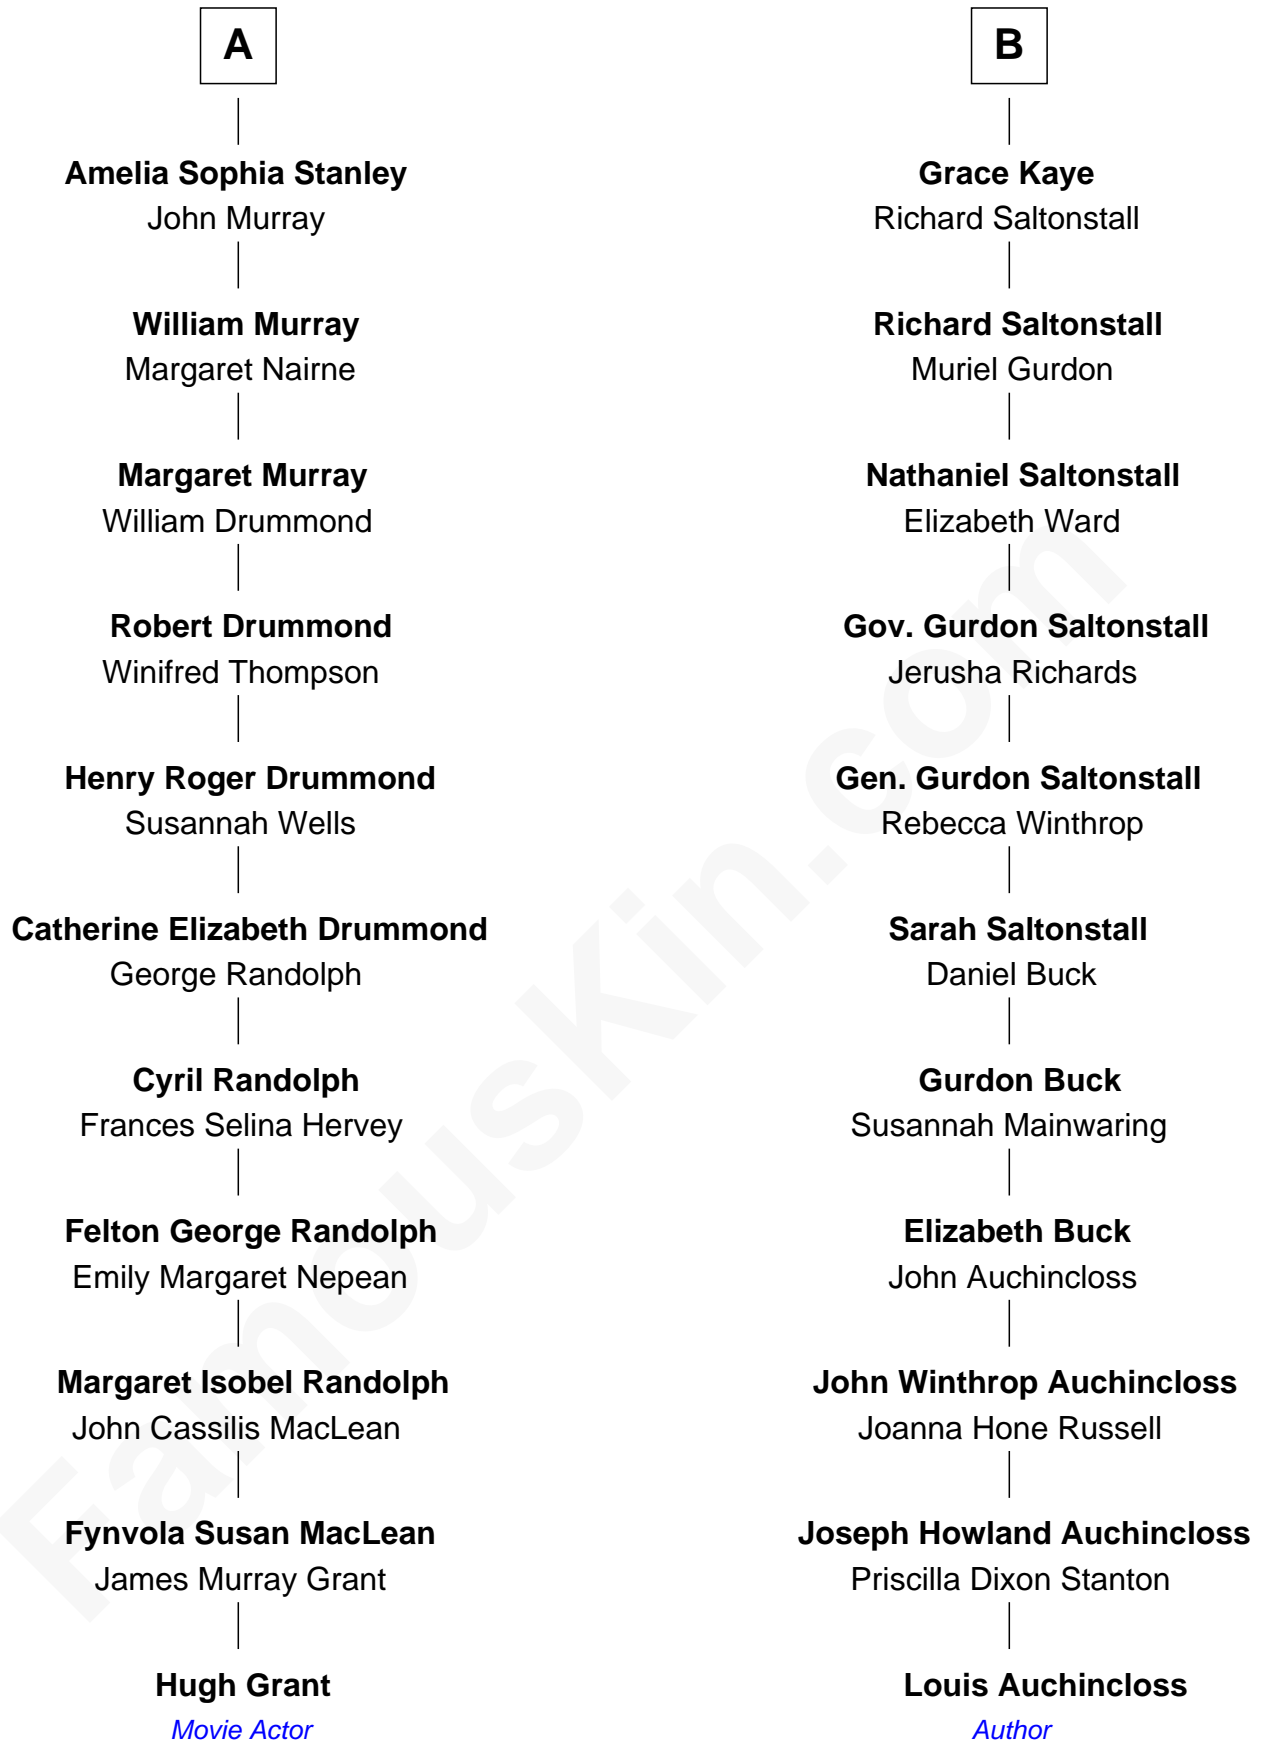 A
Amelia Sophia Stanley
John Murray
William Murray
Margaret Nairne
Margaret Murray
William Drummond
Robert Drummond
Winifred Thompson
Henry Roger Drummond
Susannah Wells
Catherine Elizabeth Drummond
George Randolph
Cyril Randolph
Frances Selina Hervey
Felton George Randolph
Emily Margaret Nepean
Margaret Isobel Randolph
John Cassilis MacLean
Fynvola Susan MacLean
James Murray Grant
Hugh Grant
Movie Actor
B
Grace Kaye
Richard Saltonstall
Richard Saltonstall
Muriel Gurdon
Nathaniel Saltonstall
Elizabeth Ward
Gov. Gurdon Saltonstall
Jerusha Richards
Gen. Gurdon Saltonstall
Rebecca Winthrop
Sarah Saltonstall
Daniel Buck
Gurdon Buck
Susannah Mainwaring
Elizabeth Buck
John Auchincloss
John Winthrop Auchincloss
Joanna Hone Russell
Joseph Howland Auchincloss
Priscilla Dixon Stanton
Louis Auchincloss
Author
FamousKin.com